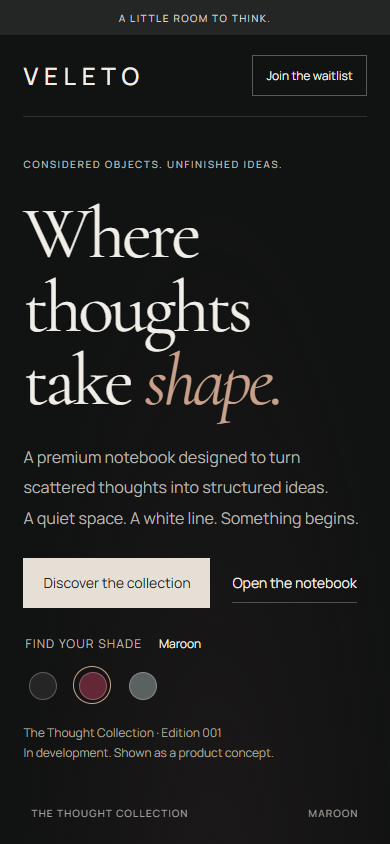 A LITTLE ROOM TO THINK.
VELETO
Join the waitlist
CONSIDERED OBJECTS. UNFINISHED IDEAS.
Where
thoughts
take shape.
A premium notebook designed to turn
scattered thoughts into structured ideas.
A quiet space. A white line. Something begins.
Discover the collection
Open the notebook
FIND YOUR SHADE
Maroon
The Thought Collection · Edition 001
In development. Shown as a product concept.
THE THOUGHT COLLECTION
MAROON